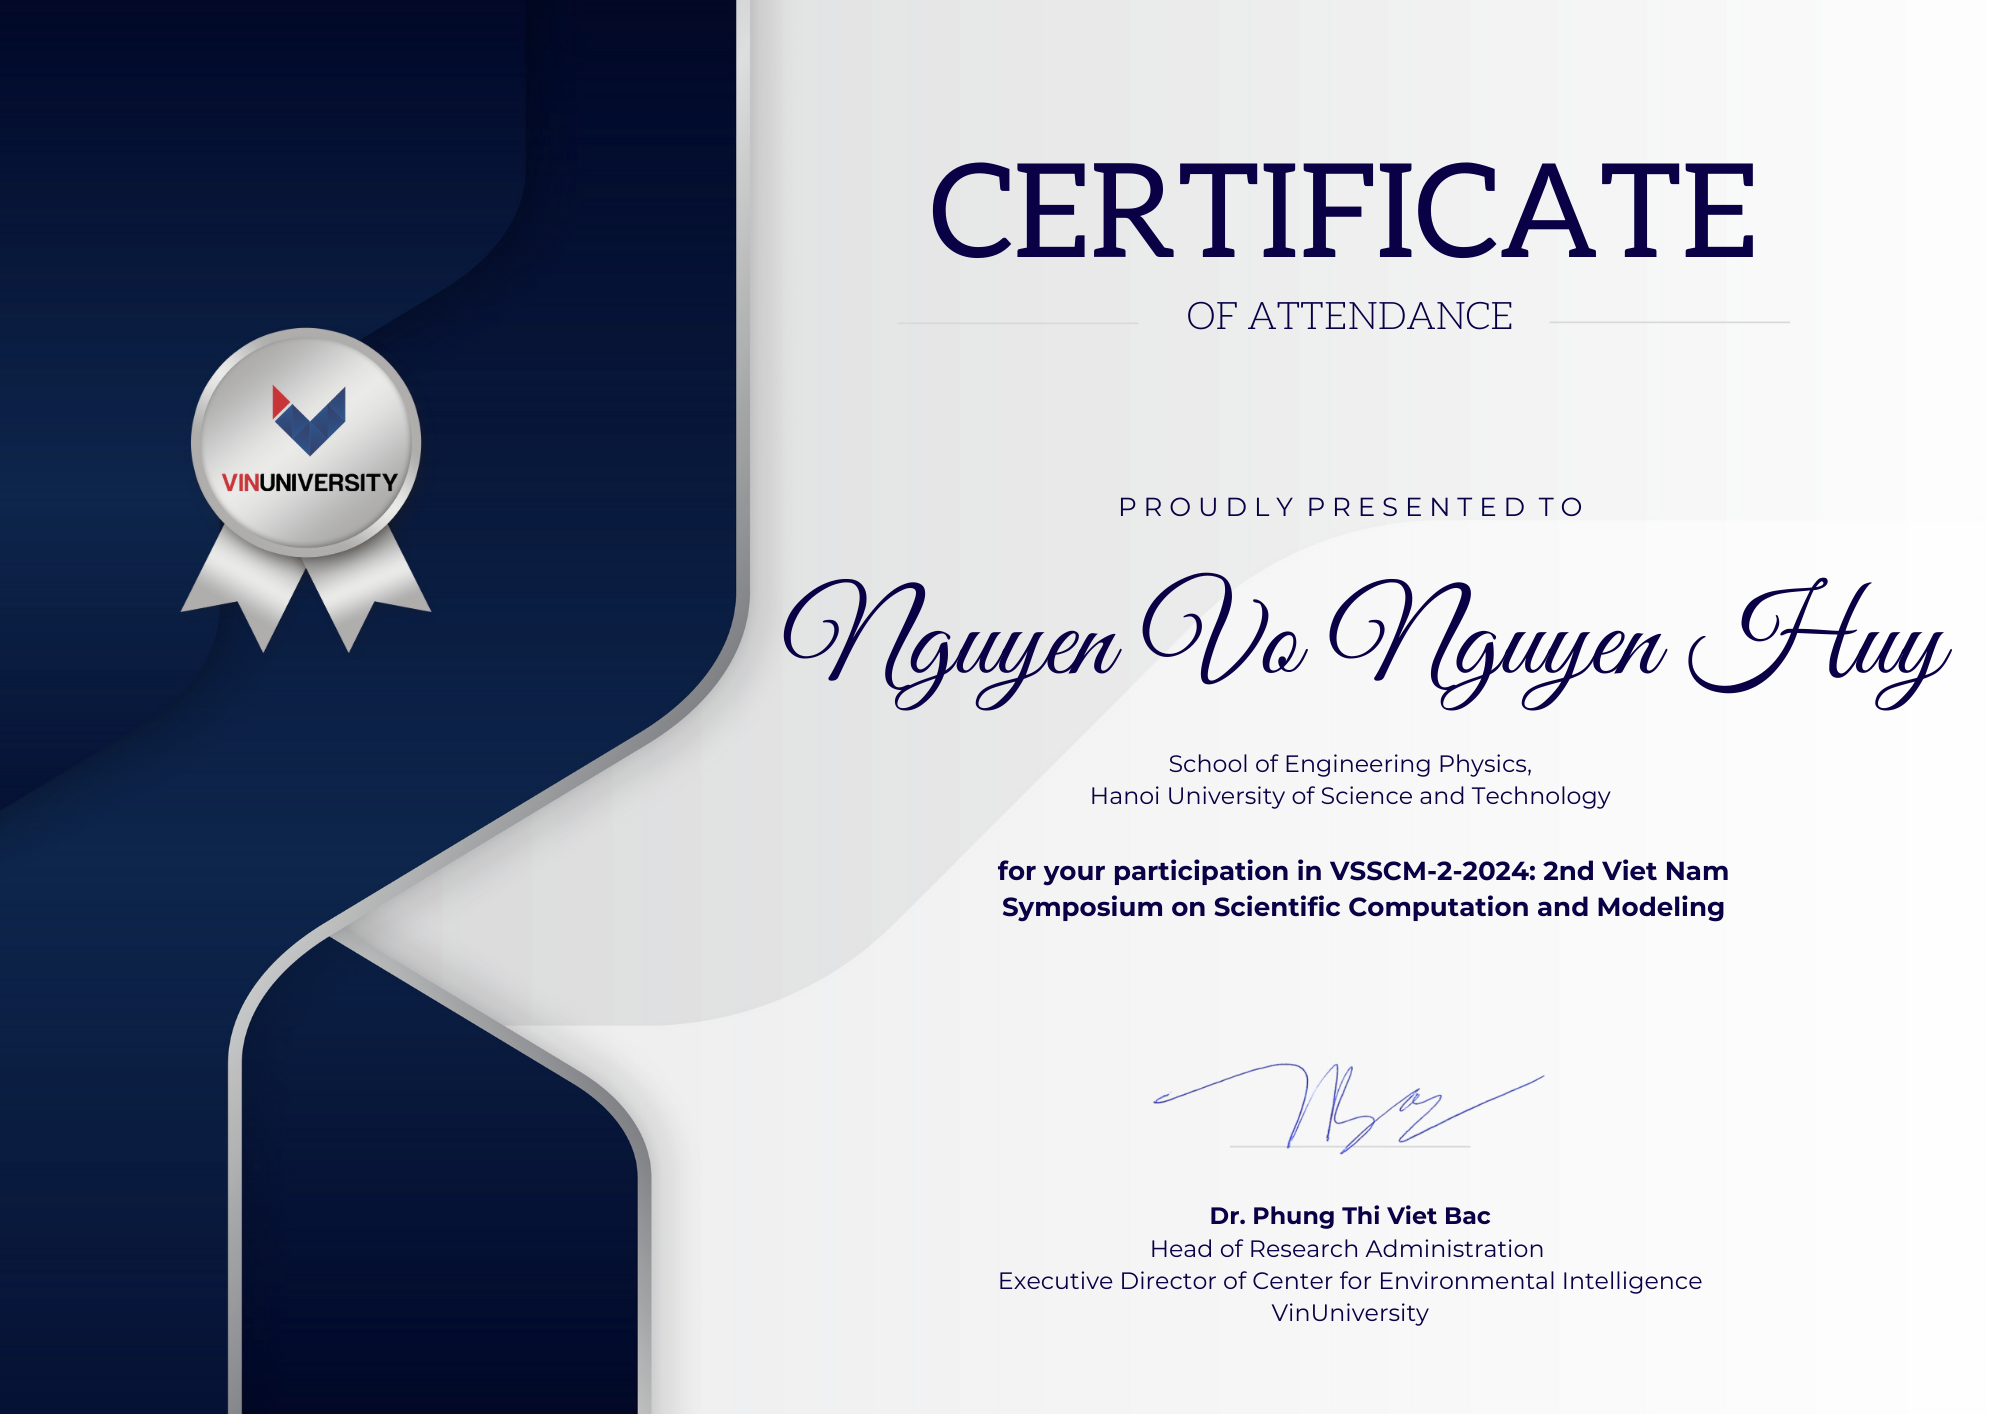 CERTIFICATE
OF ATTENDANCE
VINUNIVERSITY
PROUDLY PRESENTED TO
Nguyen Vo Nguyen Huy
School of Engineering Physics,
Hanoi University of Science and Technology
for your participation in VSSCM-2-2024: 2nd Viet Nam
Symposium on Scientific Computation and Modeling
Dr. Phung Thi Viet Bac
Head of Research Administration
Executive Director of Center for Environmental Intelligence
VinUniversity